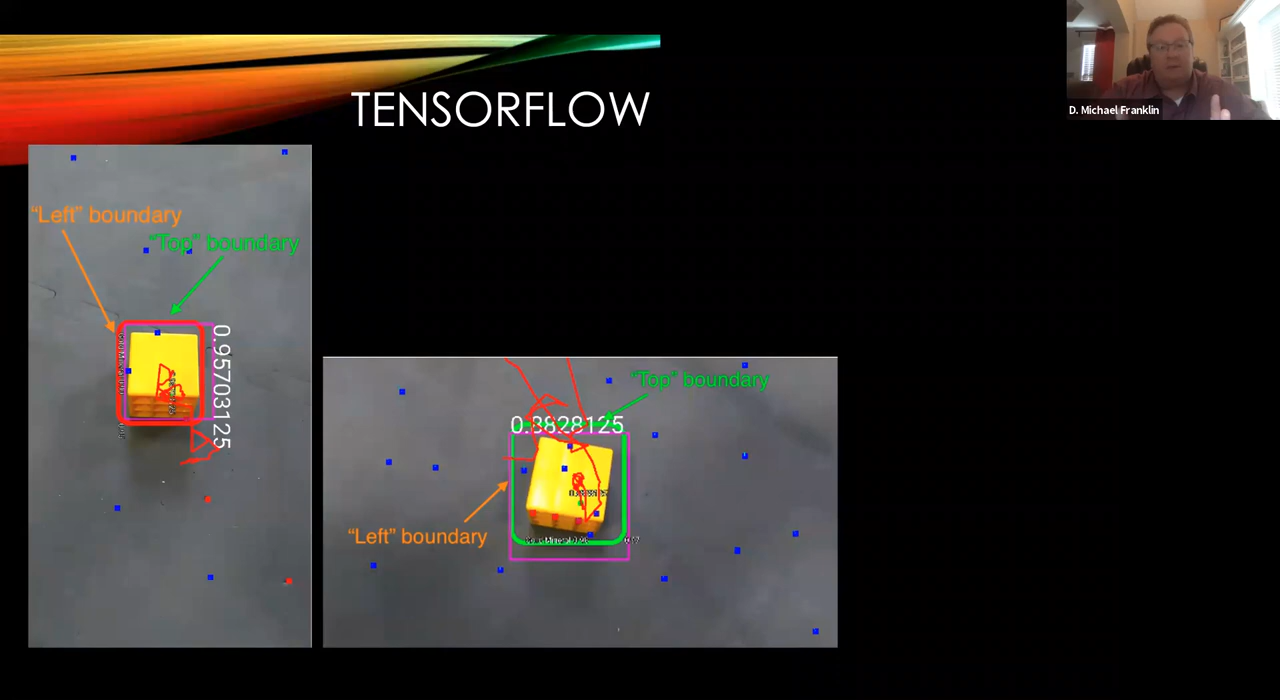 TENSORFLOW
D. Michael Franklin
“Left” boundary
“Top” boundary
0.95703125
“Top” boundary
0.8828125
“Left” boundary